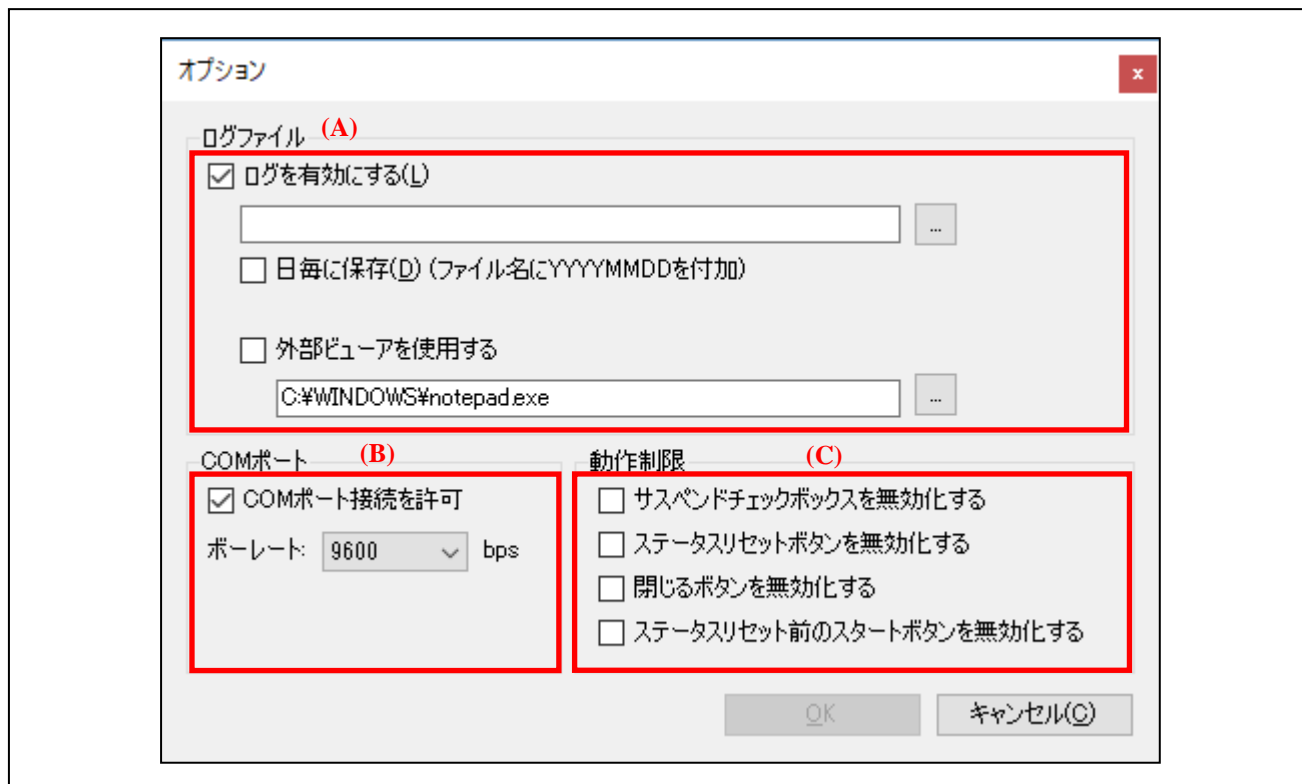 オプション
x
ログファイル (A)
ログを有効にする(L)
...
日毎に保存(D) (ファイル名にYYYYMMDDを付加)
外部ビューアを使用する
C:¥WINDOWS¥notepad.exe
...
COMポート (B)
COMポート接続を許可
ボーレート: 9600 bps
動作制限 (C)
サスペンドチェックボックスを無効化する
ステータスリセットボタンを無効化する
閉じるボタンを無効化する
ステータスリセット前のスタートボタンを無効化する
OK キャンセル(C)